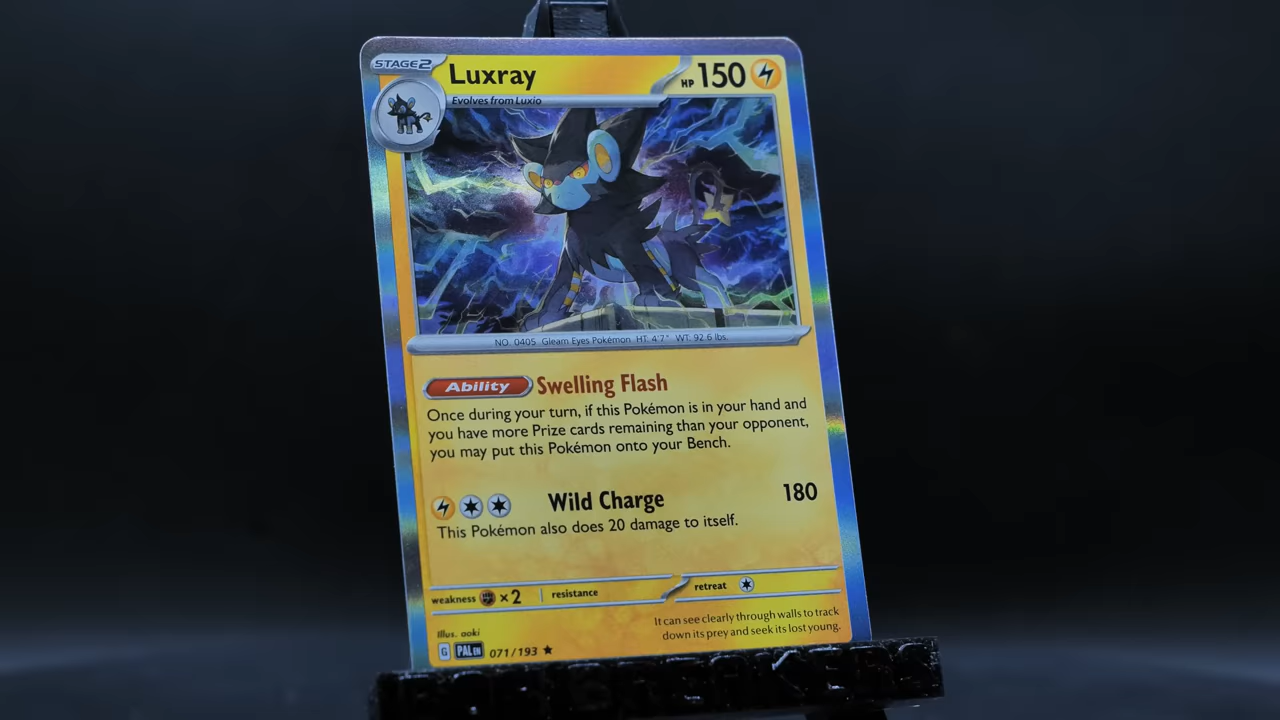 STAGE2 Luxray HP 150
Evolves from Luxio
NO. 0405 Gleam Eyes Pokémon HT: 4'7" WT: 92.6 lbs.
Ability Swelling Flash
Once during your turn, if this Pokémon is in your hand and
you have more Prize cards remaining than your opponent,
you may put this Pokémon onto your Bench.
Wild Charge 180
This Pokémon also does 20 damage to itself.
weakness ×2 resistance retreat
It can see clearly through walls to track
down its prey and seek its lost young.
Illus. aoki
G PAL EN 071/193